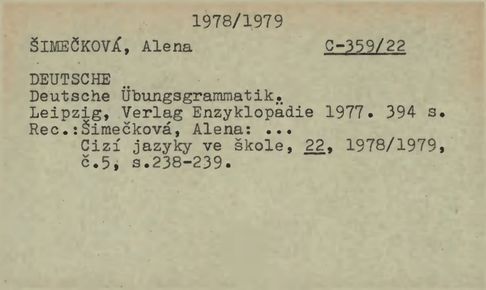 1978/1979
ŠIMEČKOVÁ, Alena C-359/22
DEUTSCHE
Deutsche Übungsgrammatik.
Leipzig, Verlag Enzyklopädie 1977. 394 s.
Rec.:Šimečková, Alena: ...
Cizí jazyky ve škole, 22, 1978/1979,
č.5, s.238-239.